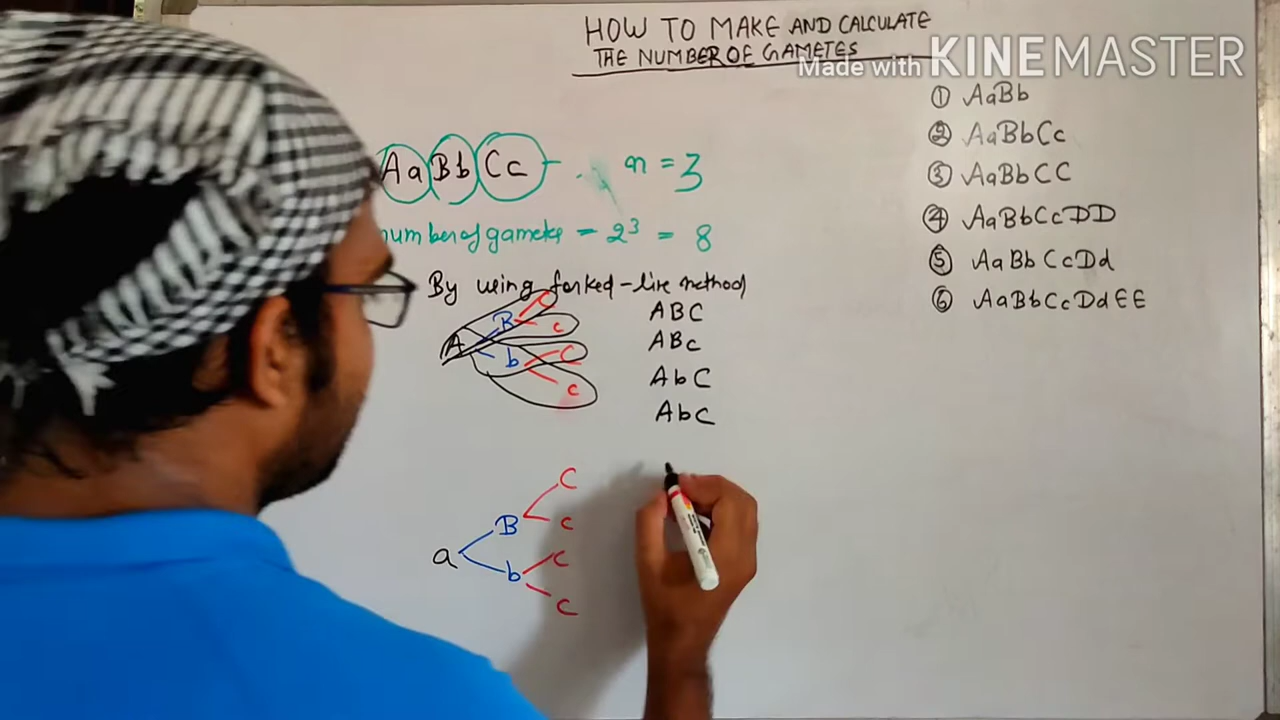 HOW TO MAKE AND CALCULATE
THE NUMBER OF GAMETES
Made with KINEMASTER
AaBbCc n = 3
number of gametes = 2³ = 8
By using forked-line method
A B b C c C c
ABC
ABc
AbC
AbC
a B b C c C c
① AaBb
② AaBbCc
③ AaBbCC
④ AaBbCcDD
⑤ AaBbCcDd
⑥ AaBbCcDdEE